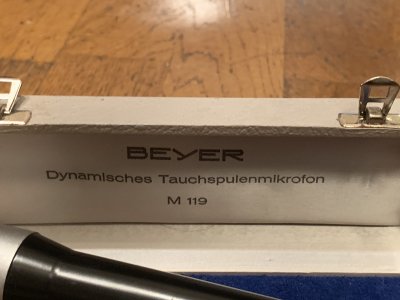 BEYER
Dynamisches Tauchspulenmikrofon
M 119